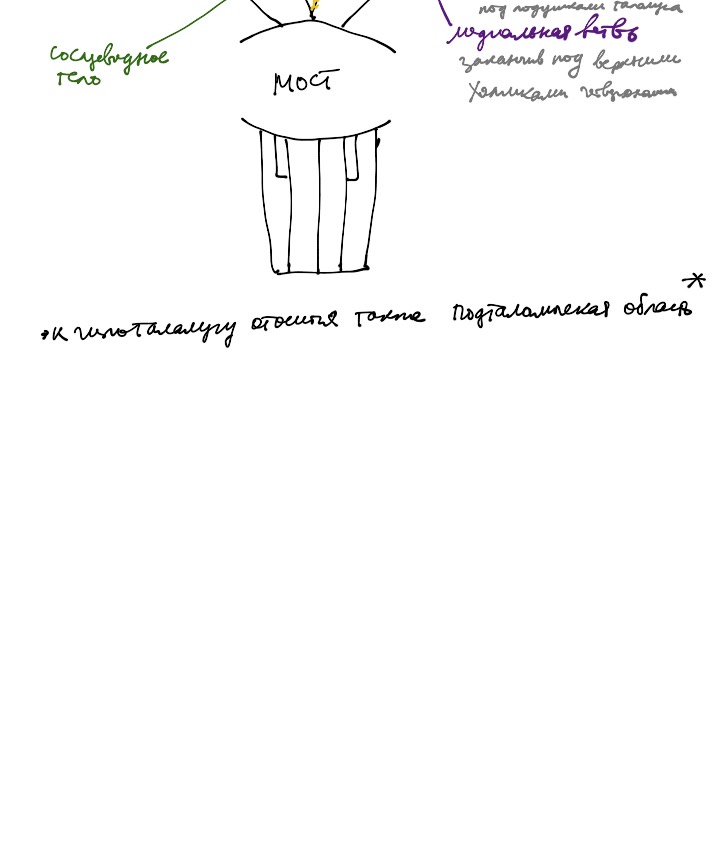 под подушками таламуса
медиальная ветвь
заканчив под верхними
Холмиками четверохолмия
сосцевидное
тело
мост
*
• К гипоталамусу относится также подталамическая область